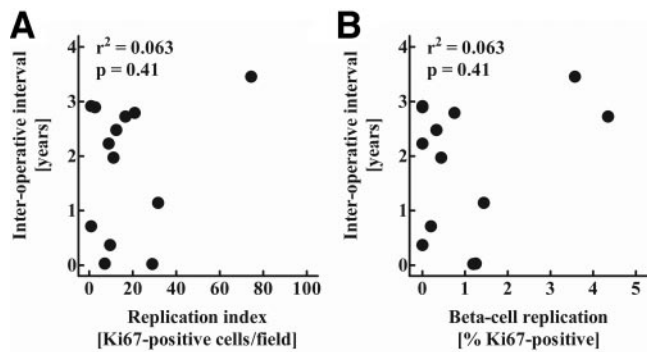 A
r² = 0.063
p = 0.41
Inter-operative interval
[years]
4
3
2
1
0
0 20 40 60 80 100
Replication index
[Ki67-positive cells/field]
B
r² = 0.063
p = 0.41
Inter-operative interval
[years]
4
3
2
1
0
0 1 2 3 4 5
Beta-cell replication
[% Ki67-positive]